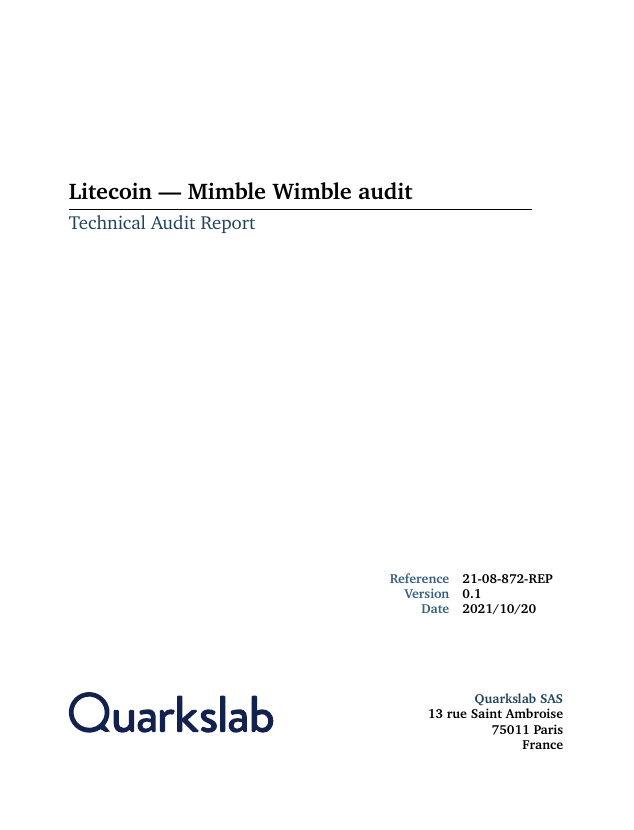 Litecoin — Mimble Wimble audit
Technical Audit Report
Reference 21-08-872-REP
Version 0.1
Date 2021/10/20
Quarkslab
Quarkslab SAS
13 rue Saint Ambroise
75011 Paris
France